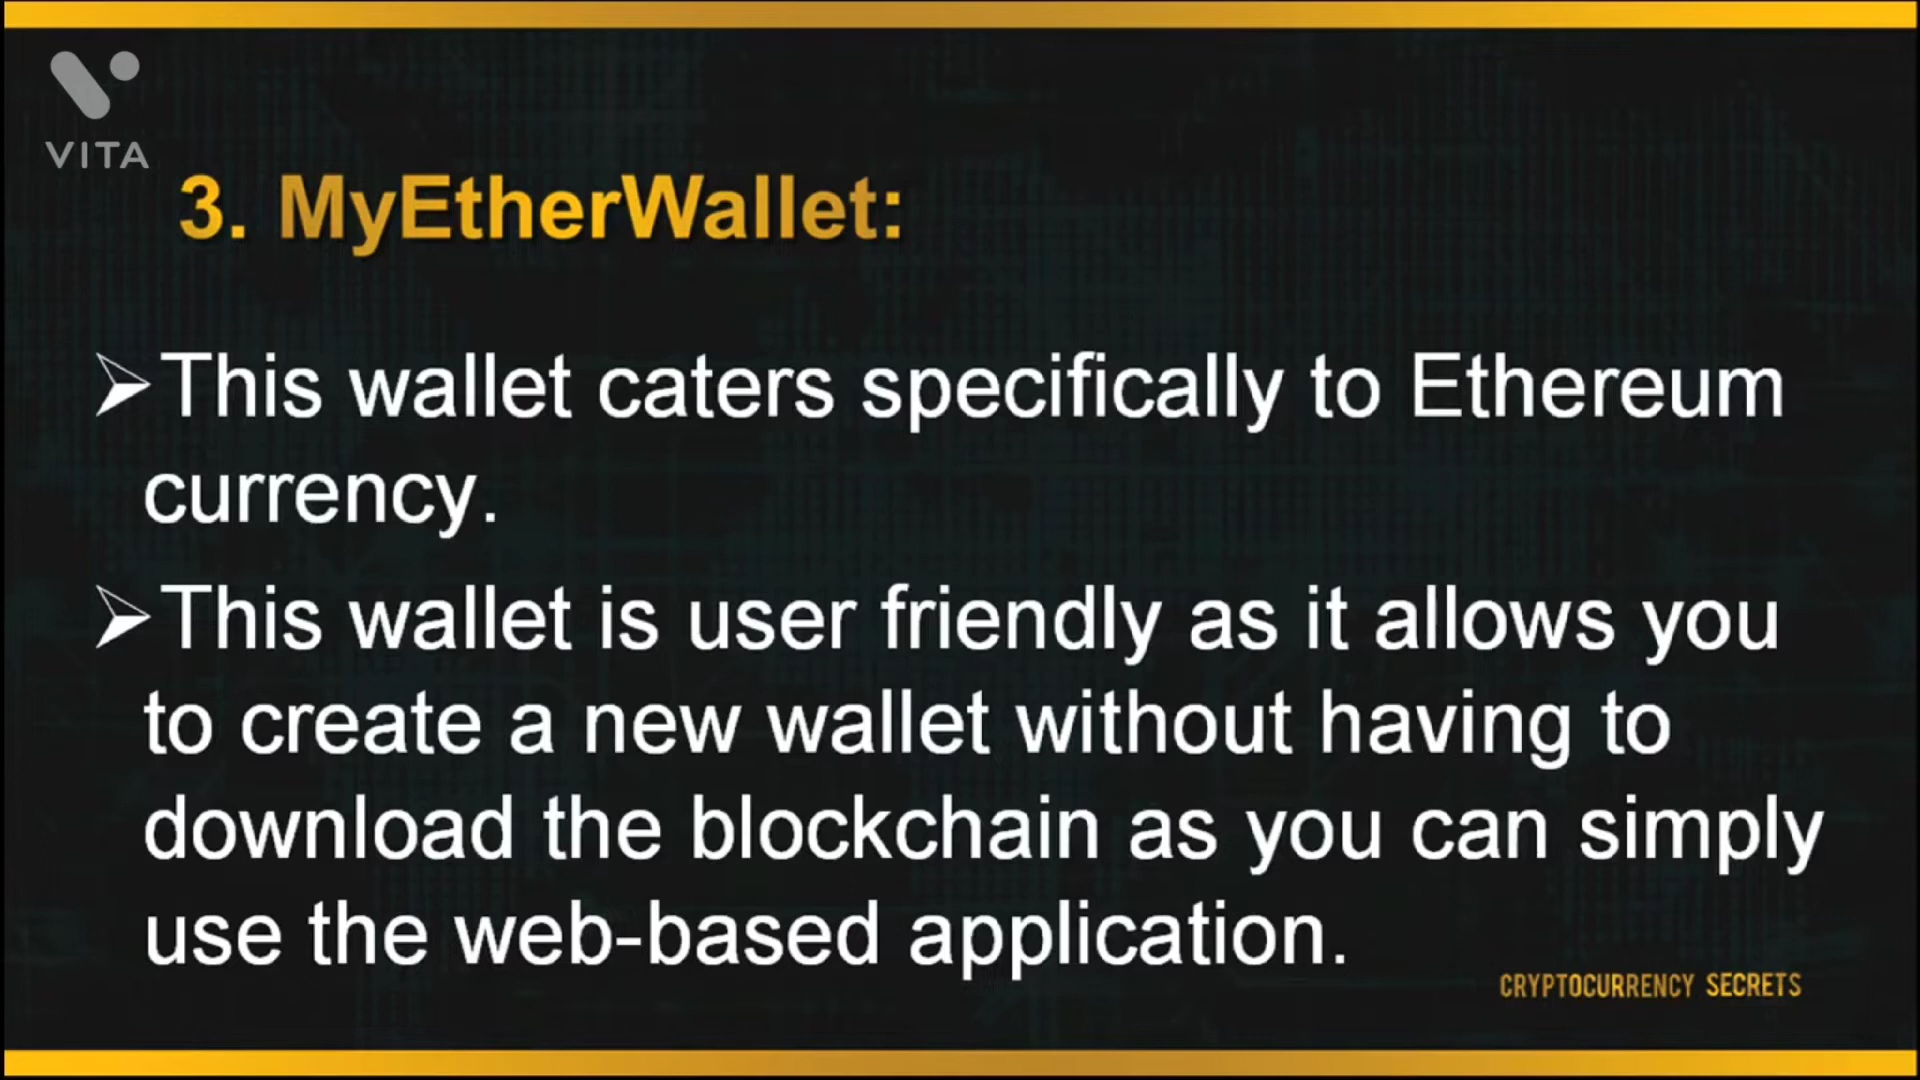 VITA
3. MyEtherWallet:
➢This wallet caters specifically to Ethereum
currency.
➢This wallet is user friendly as it allows you
to create a new wallet without having to
download the blockchain as you can simply
use the web-based application.
CRYPTOCURRENCY SECRETS